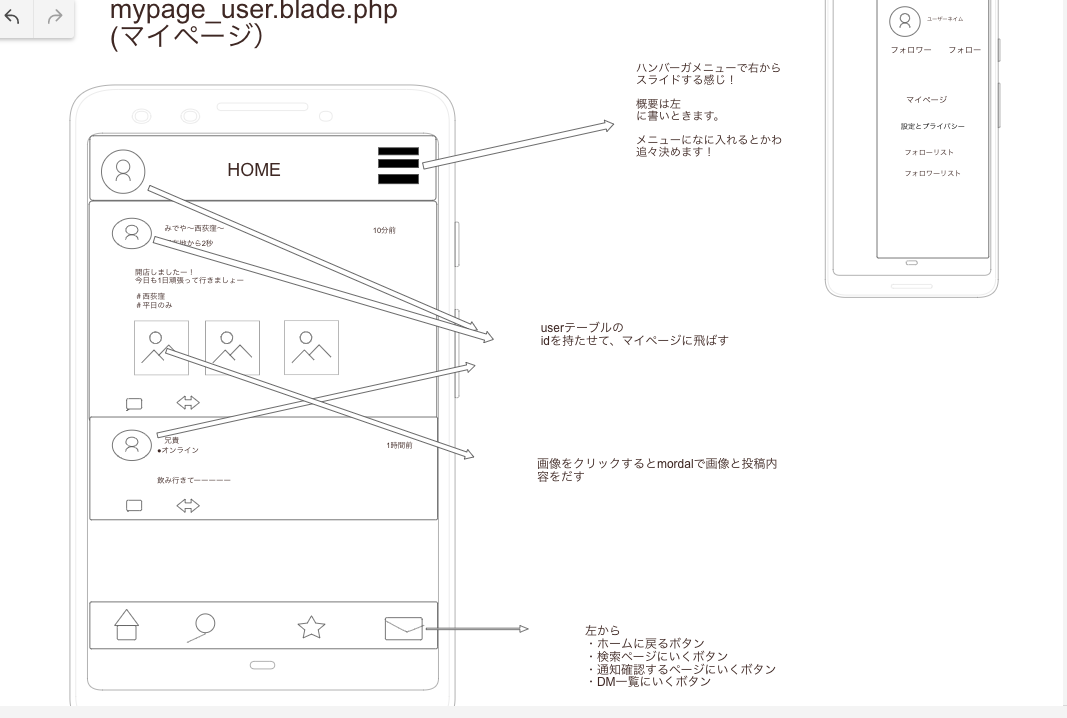 mypage_user.blade.php
(マイページ)
ハンバーガメニューで右から
スライドする感じ！
概要は左
に書いときます。
メニューになに入れるとかわ
追々決めます！
ユーザーネイム
フォロワー
フォロー
マイページ
設定とプライバシー
フォローリスト
フォロワーリスト
HOME
みでや〜西荻窪〜
10分前
地から2秒
開店しましたー！
今日も1日頑張って行きましょー
＃西荻窪
＃平日のみ
userテーブルの
idを持たせて、マイページに飛ばす
兄貴
●オンライン
1時間前
飲み行きてーーーーー
画像をクリックするとmordalで画像と投稿内
容をだす
左から
・ホームに戻るボタン
・検索ページにいくボタン
・通知確認するページにいくボタン
・DM一覧にいくボタン